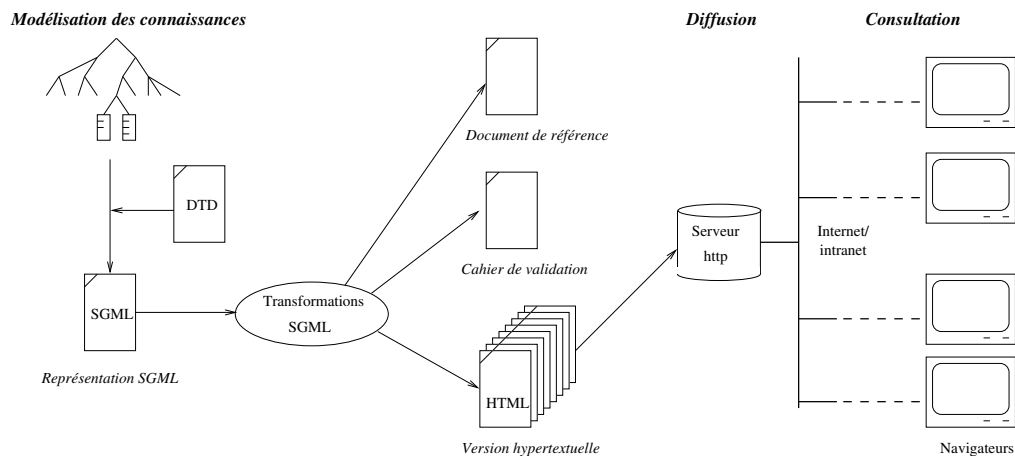 Modélisation des connaissances
Diffusion
Consultation
Document de référence
DTD
Cahier de validation
Serveur
http
Internet/
intranet
SGML
Transformations
SGML
Représentation SGML
HTML
Version hypertextuelle
Navigateurs